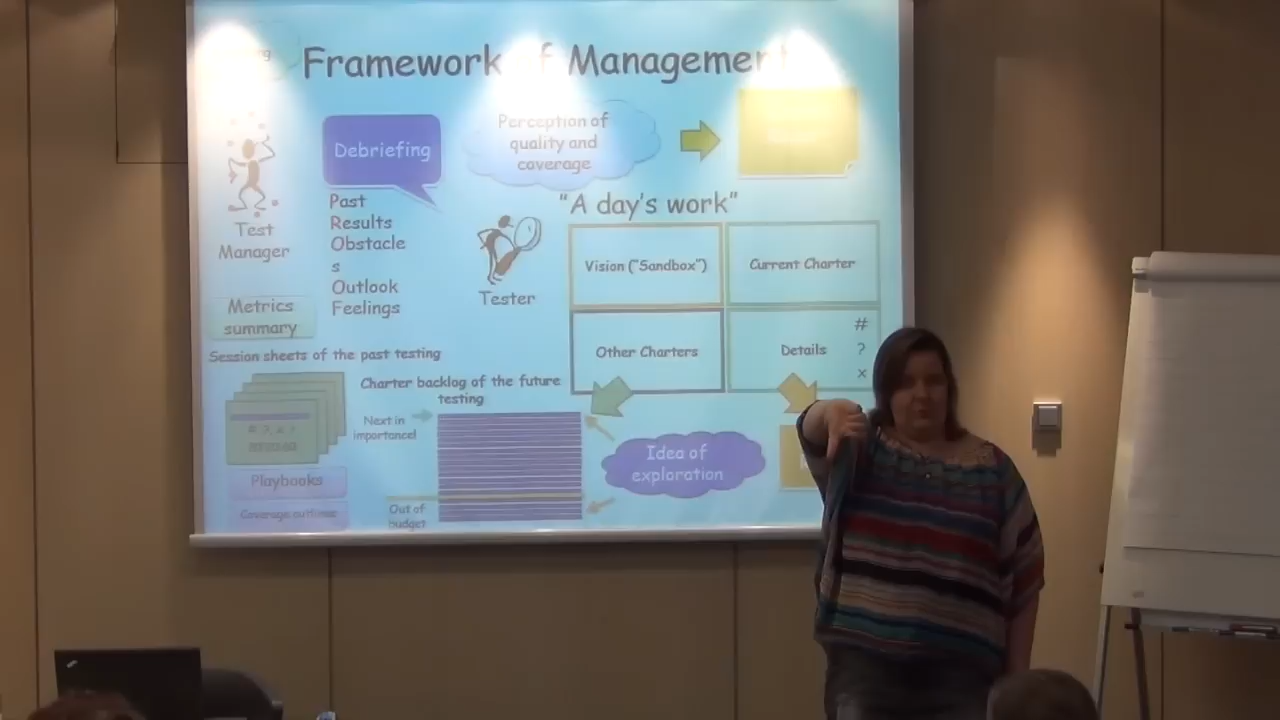 Framework of Management
Debriefing
Past
Results
Obstacle
s
Outlook
Feelings
Perception of
quality and
coverage
Test
Manager
Tester
"A day's work"
Vision ("Sandbox")
Current Charter
Other Charters
Details
#
?
x
Metrics
summary
Session sheets of the past testing
Playbooks
Coverage outlines
Charter backlog of the future
testing
Next in
importance!
Out of
budget
Idea of
exploration